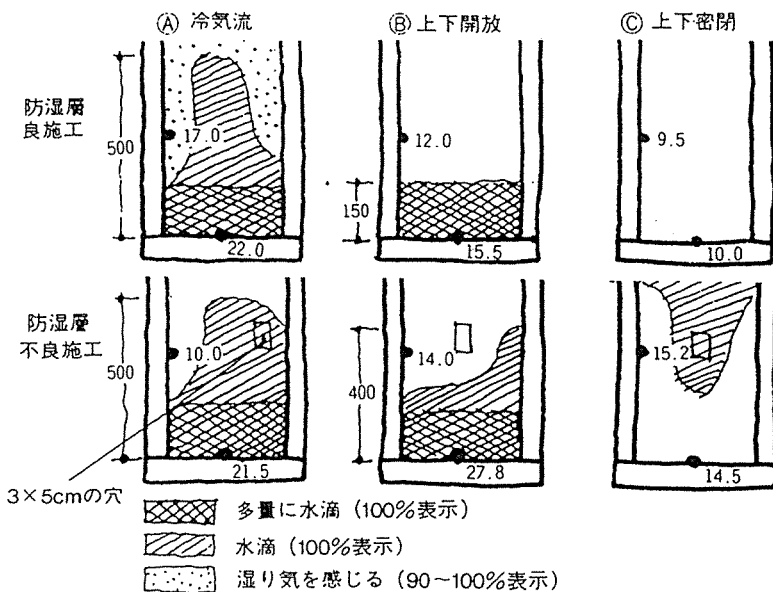 Ⓐ 冷気流
Ⓑ 上下開放
Ⓒ 上下密閉
防湿層
良施工
500
17.0
22.0
150
12.0
15.5
9.5
10.0
防湿層
不良施工
500
10.0
21.5
400
14.0
27.8
15.2
14.5
3×5cmの穴
多量に水滴(100%表示)
水滴(100%表示)
湿り気を感じる(90~100%表示)